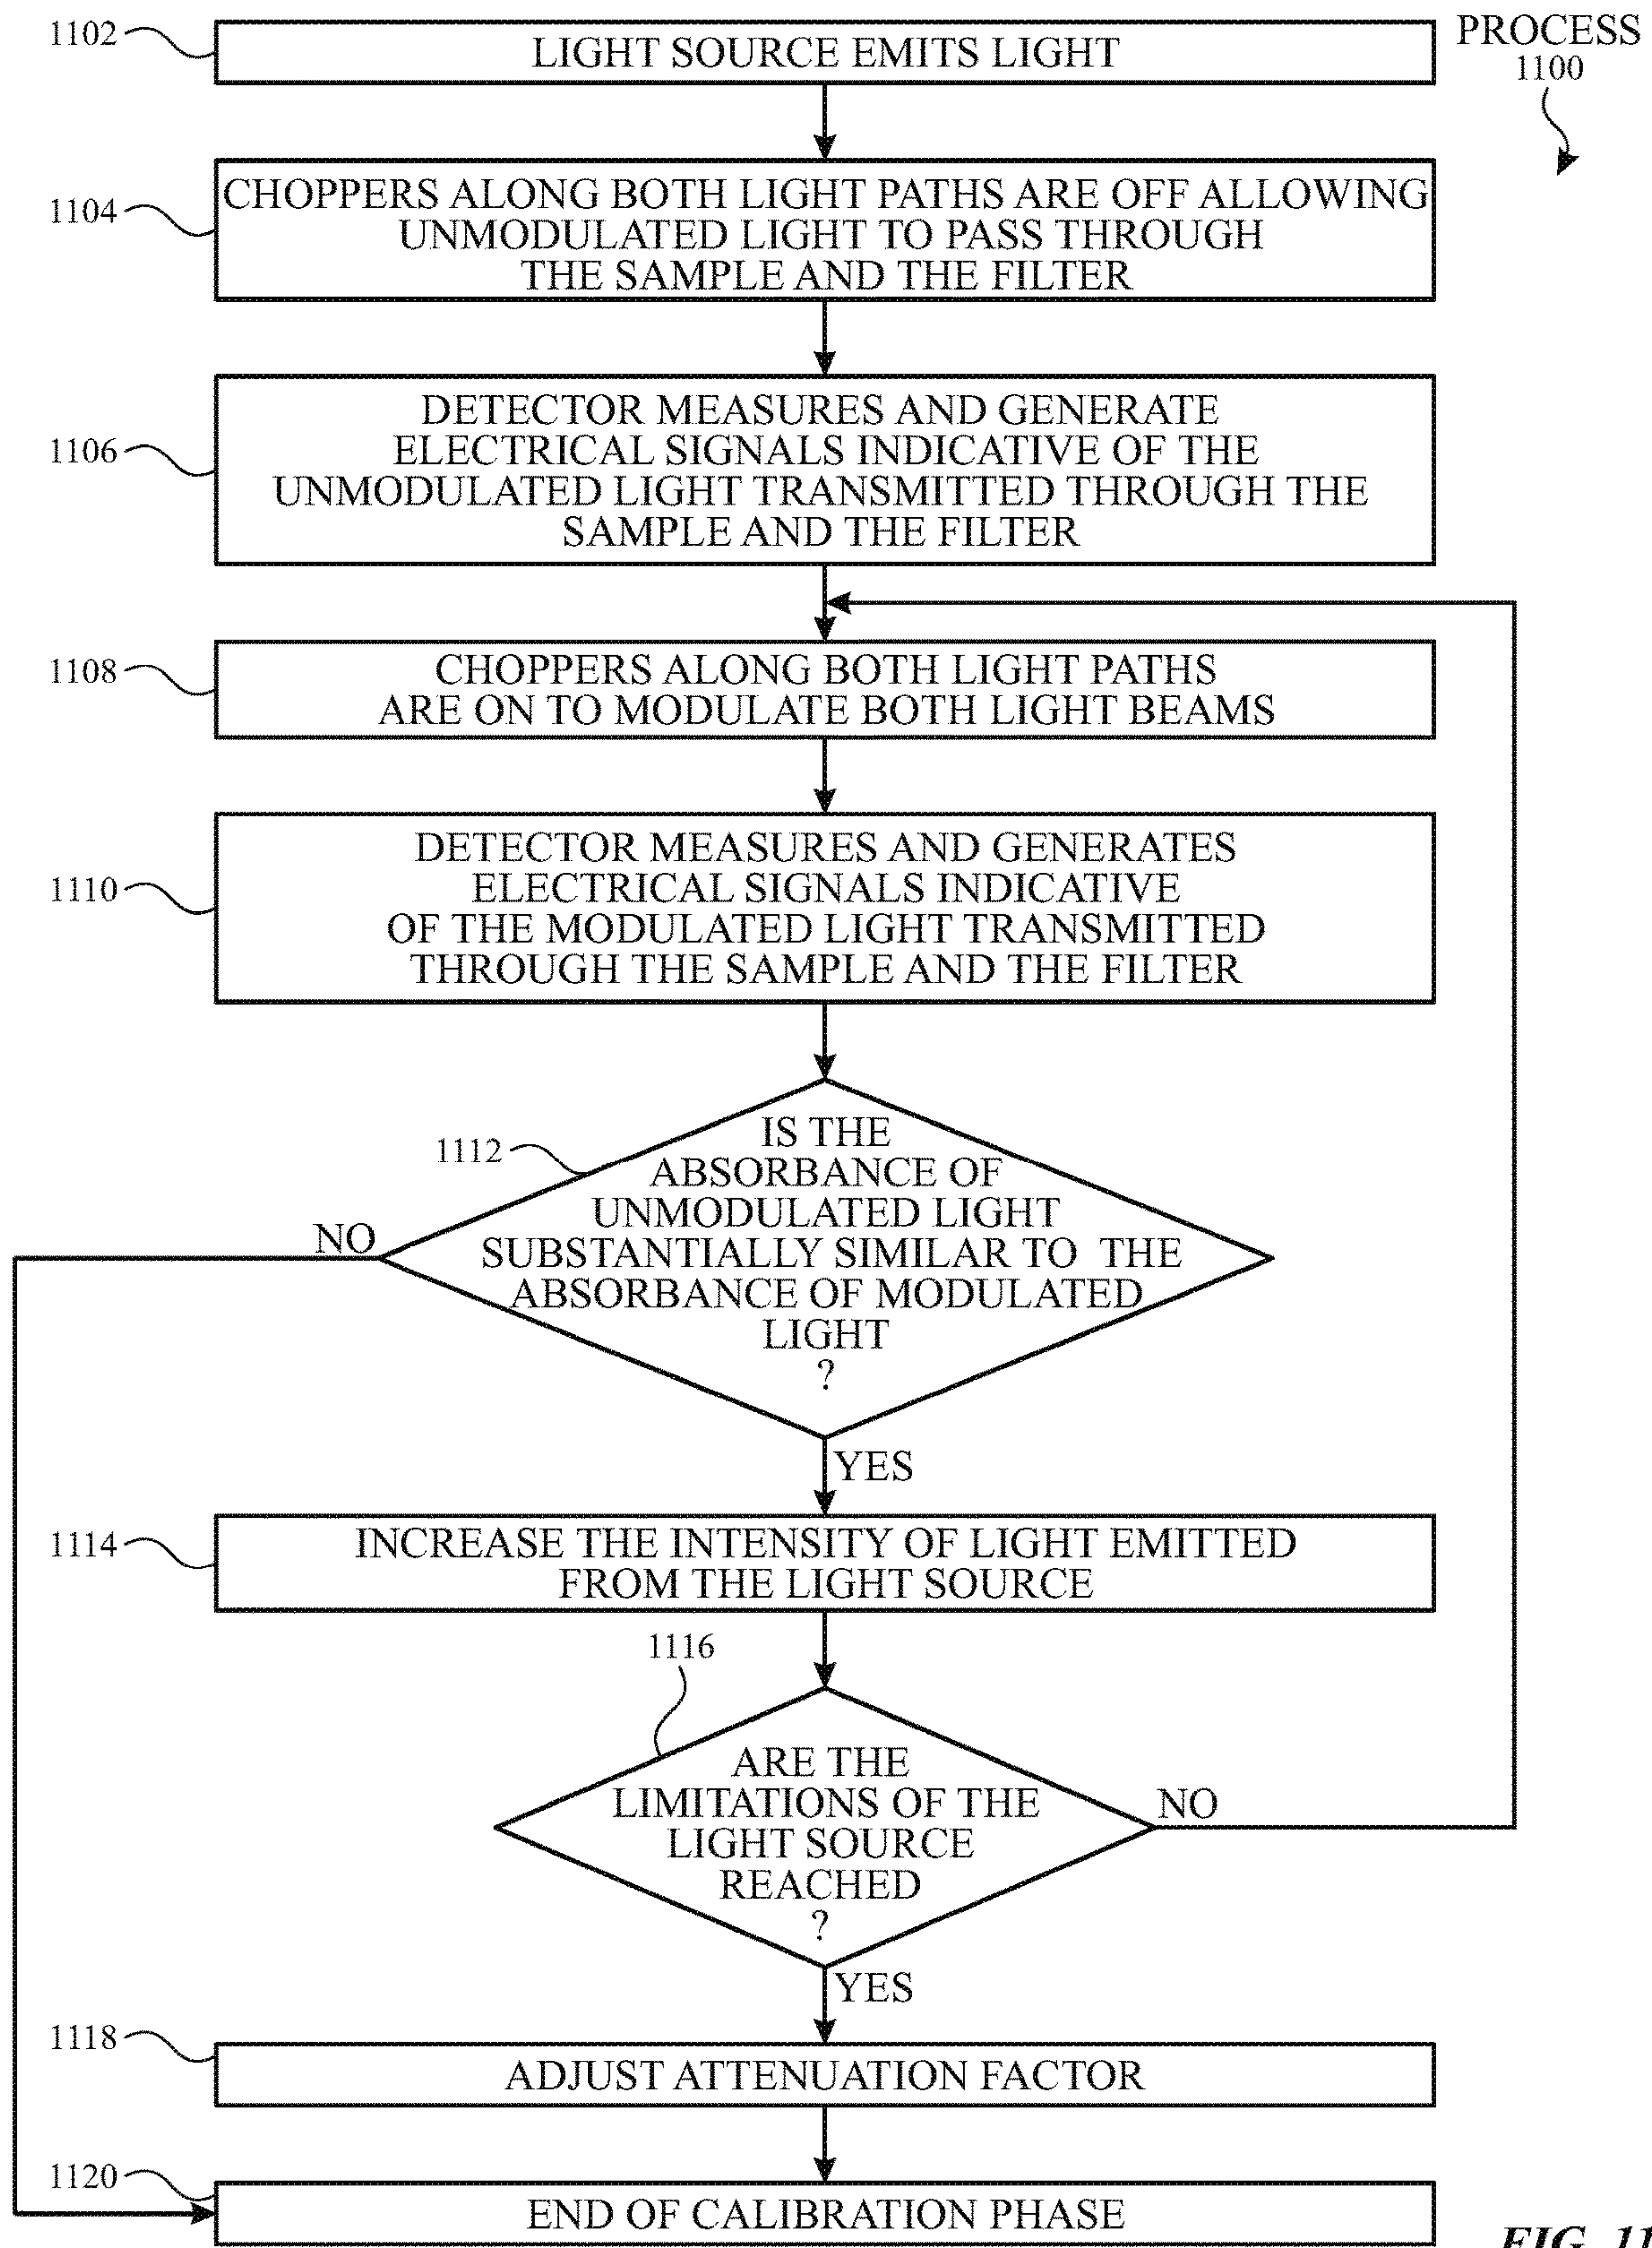 PROCESS
1100
1102
LIGHT SOURCE EMITS LIGHT
1104
CHOPPERS ALONG BOTH LIGHT PATHS ARE OFF ALLOWING
UNMODULATED LIGHT TO PASS THROUGH
THE SAMPLE AND THE FILTER
1106
DETECTOR MEASURES AND GENERATE
ELECTRICAL SIGNALS INDICATIVE OF THE
UNMODULATED LIGHT TRANSMITTED THROUGH THE
SAMPLE AND THE FILTER
1108
CHOPPERS ALONG BOTH LIGHT PATHS
ARE ON TO MODULATE BOTH LIGHT BEAMS
1110
DETECTOR MEASURES AND GENERATES
ELECTRICAL SIGNALS INDICATIVE
OF THE MODULATED LIGHT TRANSMITTED
THROUGH THE SAMPLE AND THE FILTER
1112
IS THE
ABSORBANCE OF
UNMODULATED LIGHT
SUBSTANTIALLY SIMILAR TO THE
ABSORBANCE OF MODULATED
LIGHT
?
NO
YES
1114
INCREASE THE INTENSITY OF LIGHT EMITTED
FROM THE LIGHT SOURCE
1116
ARE THE
LIMITATIONS OF THE
LIGHT SOURCE
REACHED
?
NO
YES
1118
ADJUST ATTENUATION FACTOR
1120
END OF CALIBRATION PHASE
FIG. 11